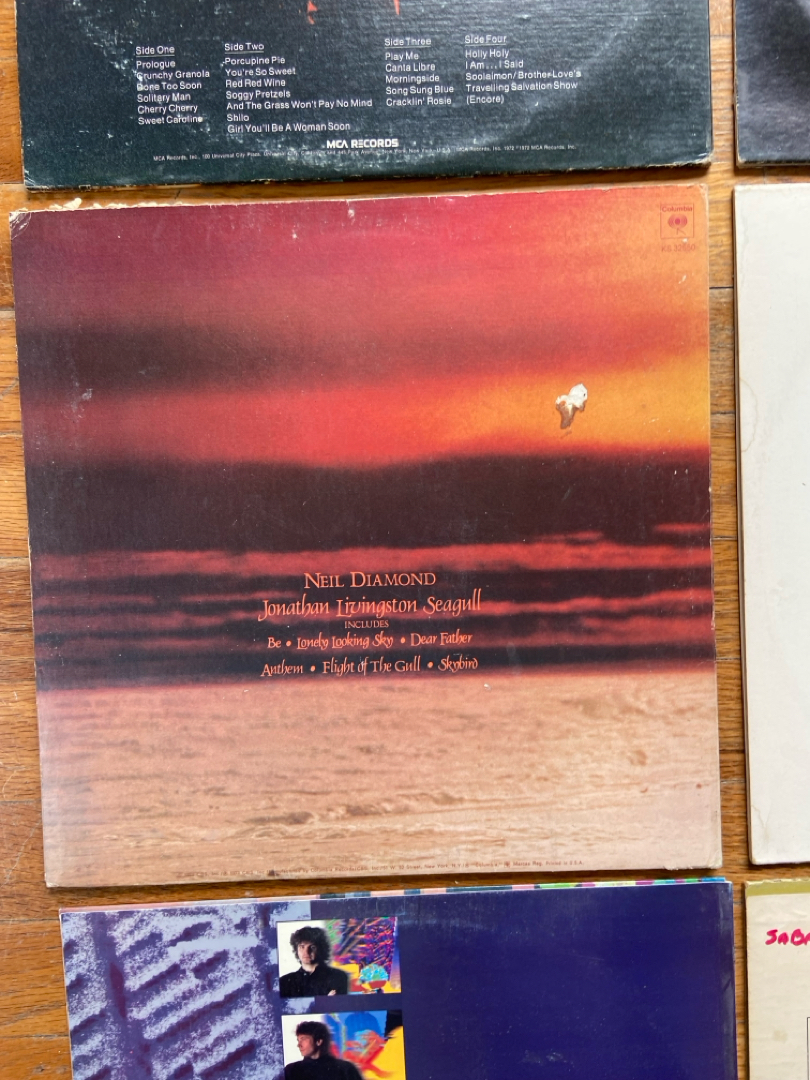 Side One
Prologue
Crunchy Granola
Done Too Soon
Solitary Man
Cherry Cherry
Sweet Caroline
Side Two
Porcupine Pie
You're So Sweet
Red Red Wine
Soggy Pretzels
And The Grass Won't Pay No Mind
Shilo
Girl You'll Be A Woman Soon
Side Three
Play Me
Canta Libre
Morningside
Song Sung Blue
Cracklin' Rosie
Side Four
Holly Holy
I Am . . . I Said
Soolaimon/Brother Love's
Travelling Salvation Show
(Encore)
MCA RECORDS
Columbia
NEIL DIAMOND
Jonathan Livingston Seagull
INCLUDES
Be • Lonely Looking Sky • Dear Father
Anthem • Flight of The Gull • Skybird